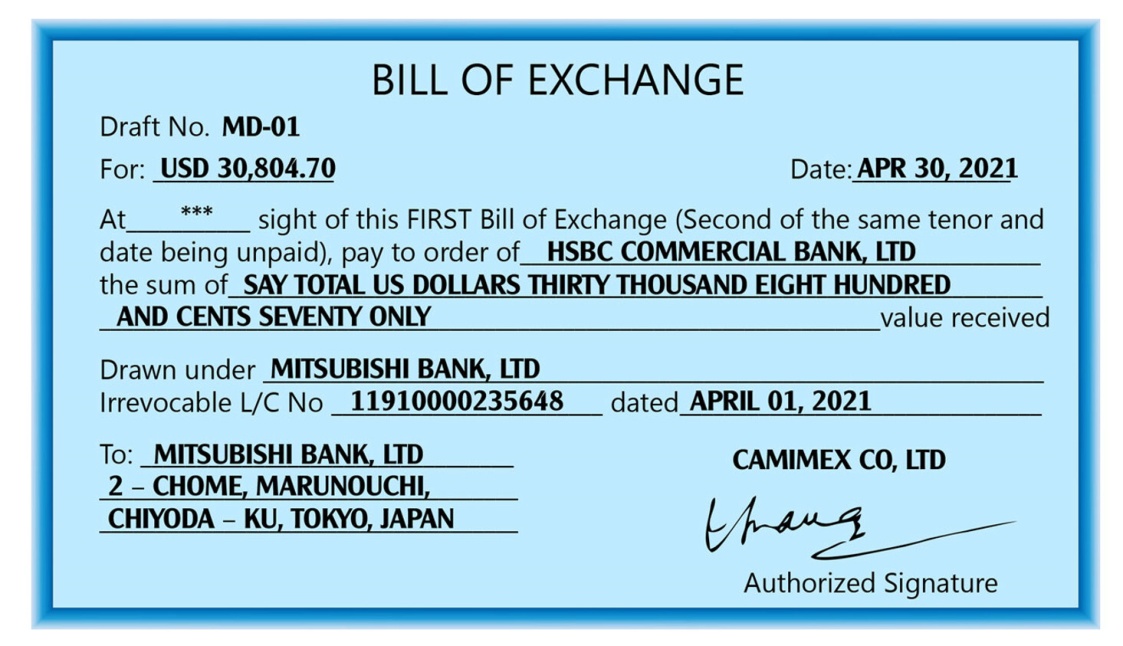 BILL OF EXCHANGE
Draft No. MD-01
For: USD 30,804.70 Date: APR 30, 2021
At *** sight of this FIRST Bill of Exchange (Second of the same tenor and
date being unpaid), pay to order of HSBC COMMERCIAL BANK, LTD
the sum of SAY TOTAL US DOLLARS THIRTY THOUSAND EIGHT HUNDRED
AND CENTS SEVENTY ONLY value received
Drawn under MITSUBISHI BANK, LTD
Irrevocable L/C No 11910000235648 dated APRIL 01, 2021
To: MITSUBISHI BANK, LTD
2 – CHOME, MARUNOUCHI,
CHIYODA – KU, TOKYO, JAPAN
CAMIMEX CO, LTD
Authorized Signature